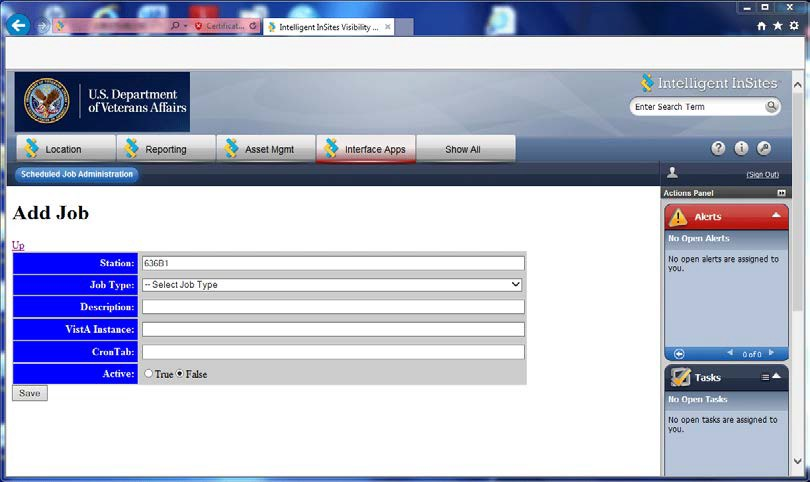 Certificat...
Intelligent InSites Visibility ...
U.S. Department
of Veterans Affairs
Intelligent InSites
Enter Search Term
Location
Reporting
Asset Mgmt
Interface Apps
Show All
Scheduled Job Administration
(Sign Out)
Actions Panel
Add Job
Up
Station: 636B1
Job Type: -- Select Job Type
Description:
VistA Instance:
CronTab:
Active: True False
Save
Alerts
No Open Alerts
No open alerts are assigned to
you.
0 of 0
Tasks
No Open Tasks
No open tasks are assigned to
you.